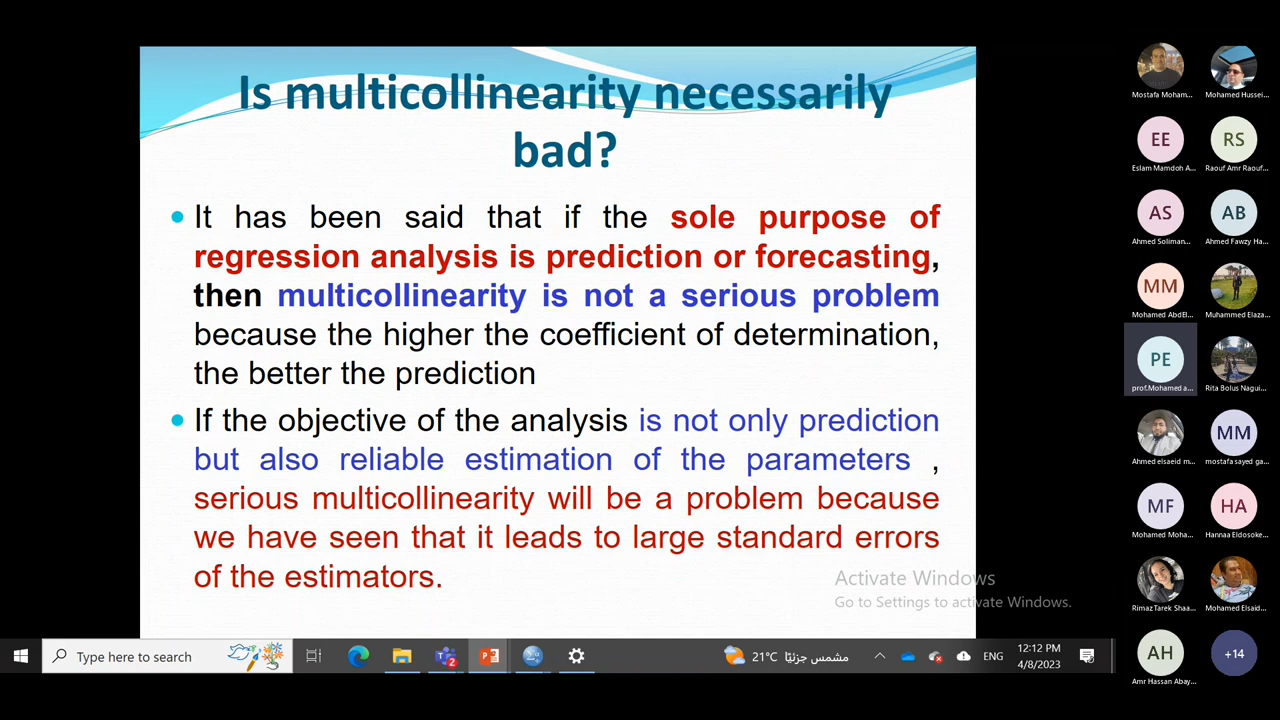 Is multicollinearity necessarily
bad?
It has been said that if the sole purpose of
regression analysis is prediction or forecasting,
then multicollinearity is not a serious problem
because the higher the coefficient of determination,
the better the prediction
If the objective of the analysis is not only prediction
but also reliable estimation of the parameters ,
serious multicollinearity will be a problem because
we have seen that it leads to large standard errors
of the estimators.
Activate Windows
Go to Settings to activate Windows.
Mostafa Moham...
Mohamed Hussei...
EE
RS
Eslam Mamdoh A...
Raouf Amr Raouf...
AS
AB
Ahmed Soliman...
Ahmed Fawzy Ha...
MM
Mohamed AbdEl...
Muhammed Elaza...
PE
prof.Mohamed a...
Rita Bolus Nagui...
MM
Ahmed elsaeid m...
mostafa sayed ga...
MF
HA
Mohamed Moha...
Hannaa Eldosoke...
Rimaz Tarek Shaa...
Mohamed Elsaid...
AH
+14
Amr Hassan Abay...
Type here to search
2
21°C مشمس جزئيًا
ENG
12:12 PM
4/8/2023